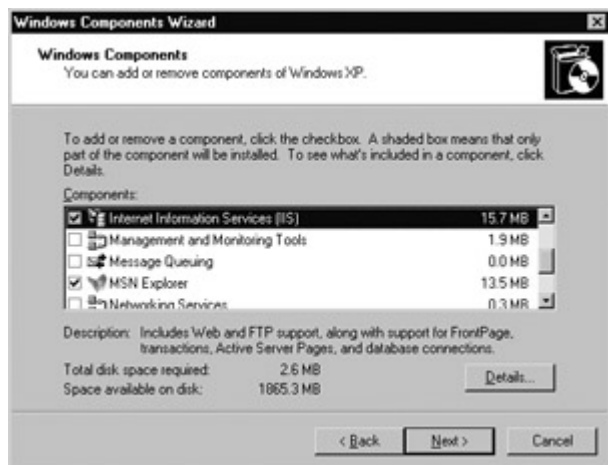 Windows Components Wizard
Windows Components
You can add or remove components of Windows XP.
To add or remove a component, click the checkbox. A shaded box means that only
part of the component will be installed. To see what's included in a component, click
Details.
Components:
Internet Information Services (IIS) 15.7 MB
Management and Monitoring Tools 1.9 MB
Message Queuing 0.0 MB
MSN Explorer 13.5 MB
Networking Services 0.3 MB
Description: Includes Web and FTP support, along with support for FrontPage,
transactions, Active Server Pages, and database connections.
Total disk space required: 2.6 MB
Space available on disk: 1865.3 MB
Details...
< Back Next > Cancel